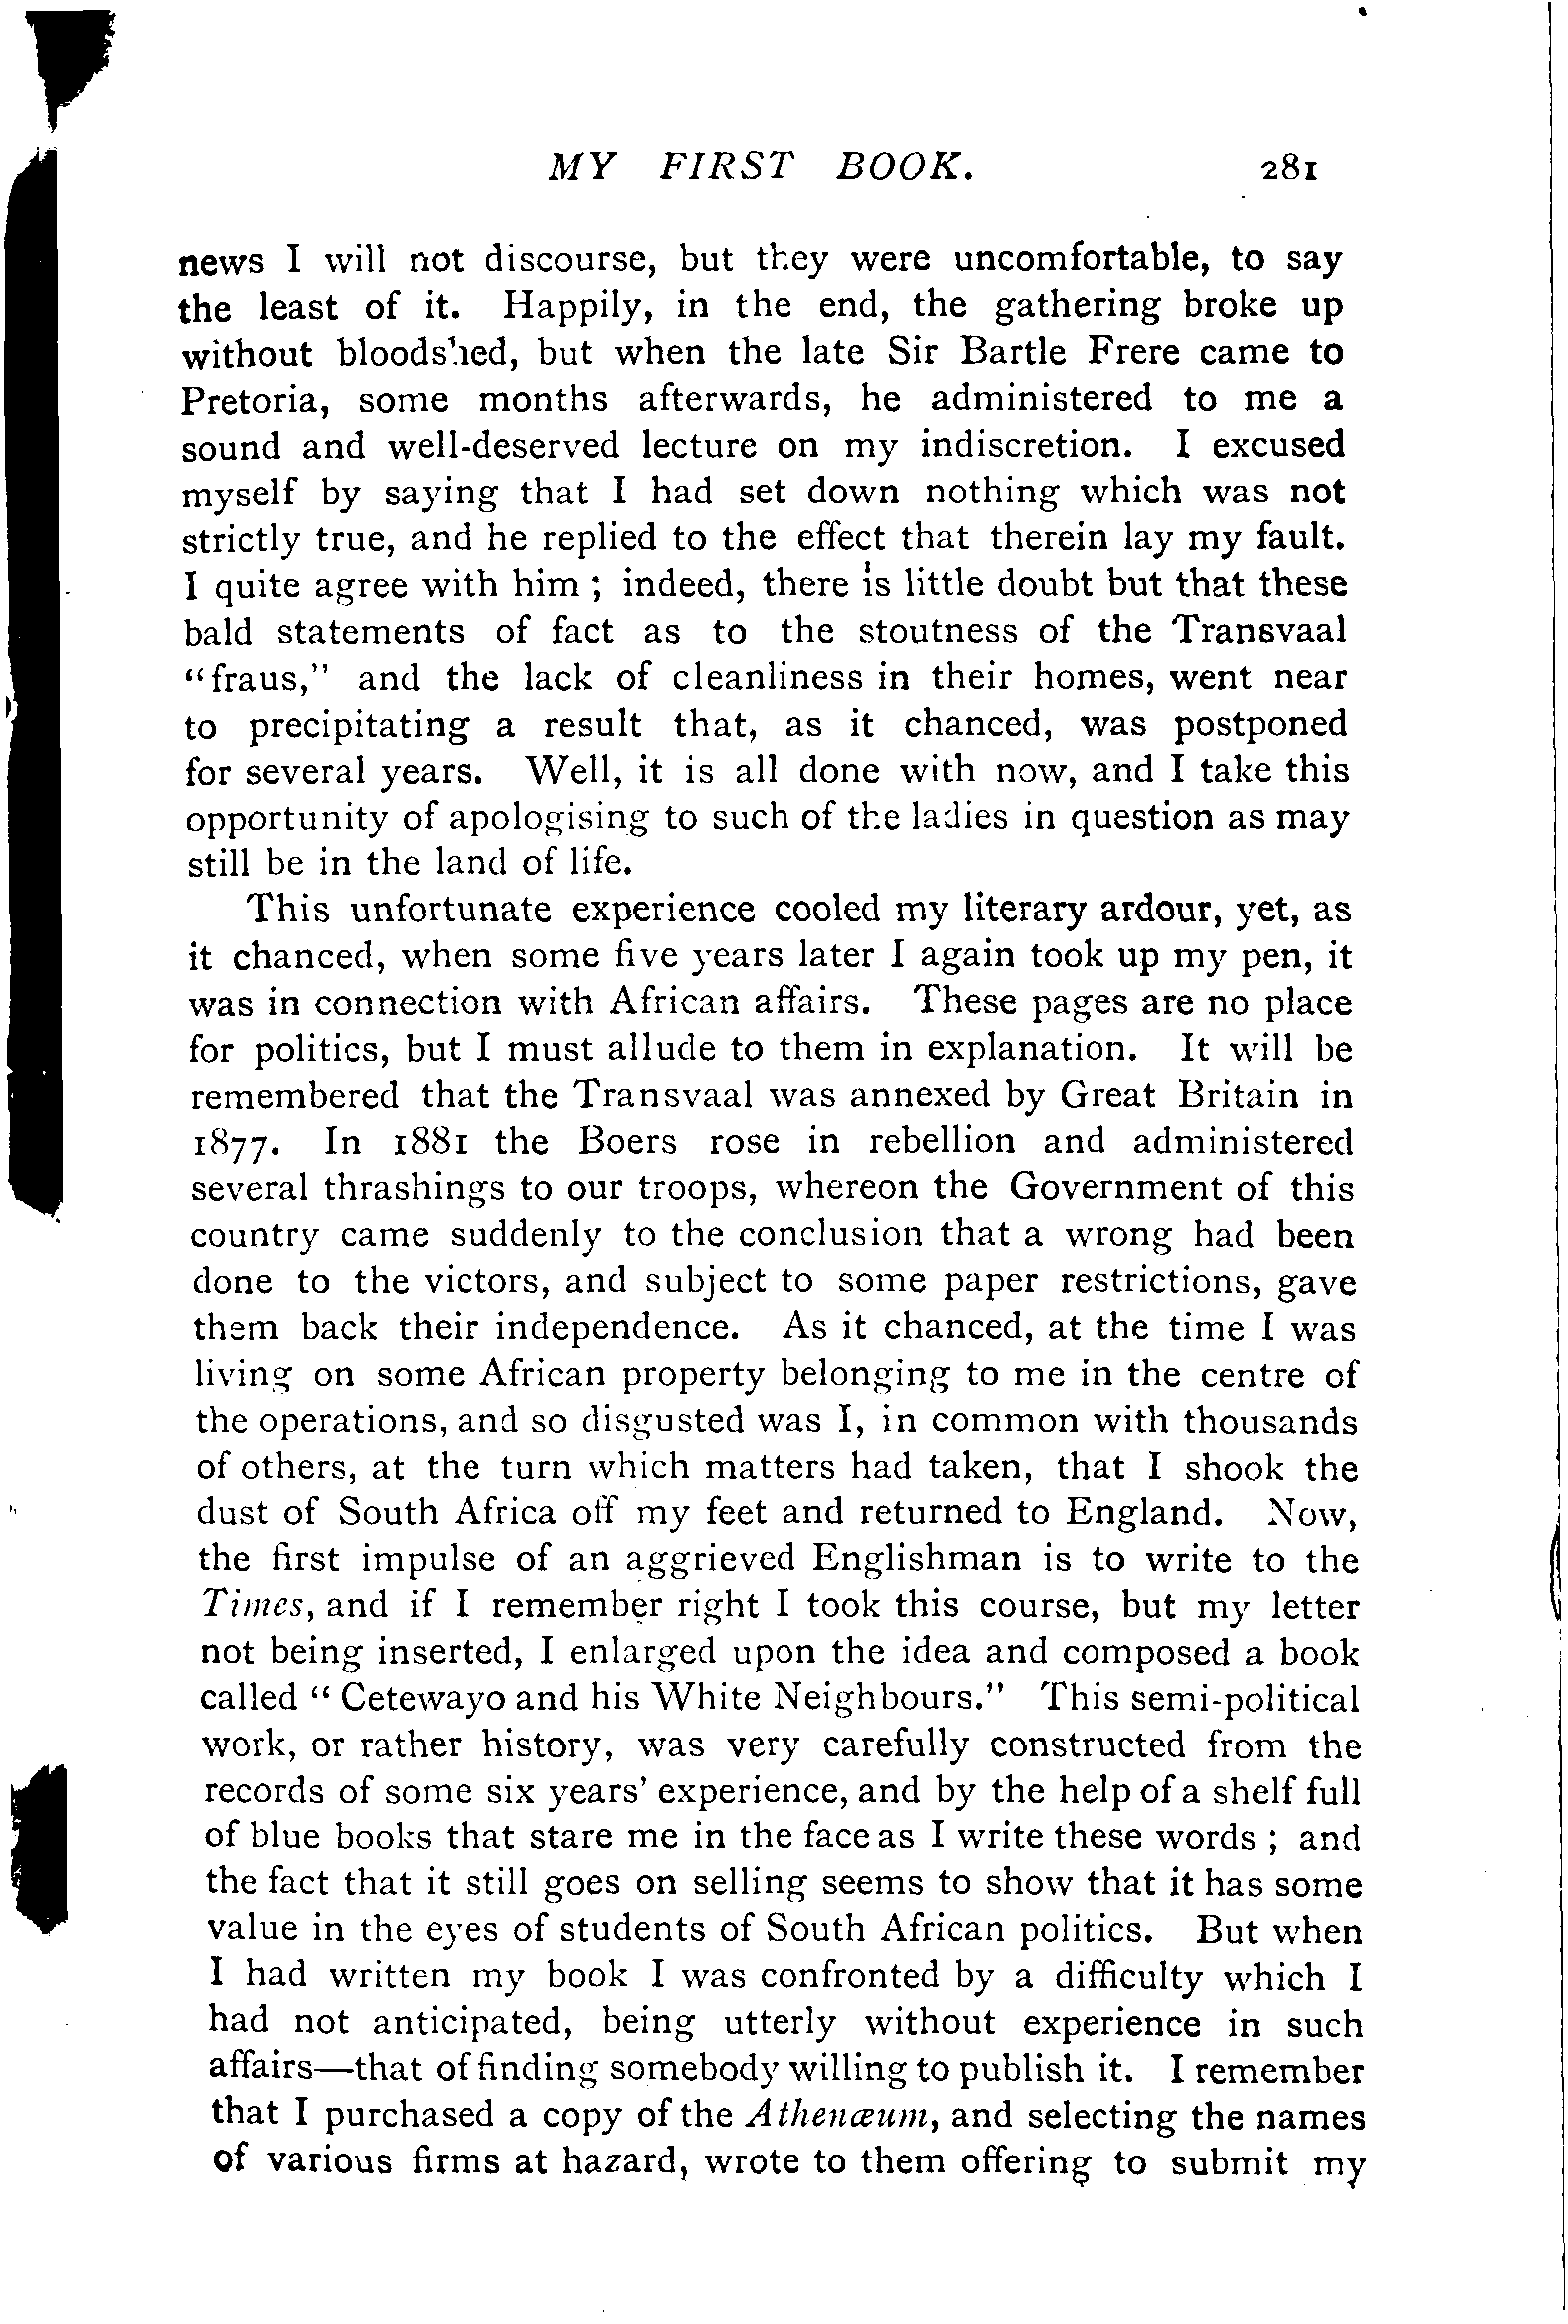 MY FIRST BOOK. 281
news I will not discourse, but they were uncomfortable, to say
the least of it. Happily, in the end, the gathering broke up
without bloodshed, but when the late Sir Bartle Frere came to
Pretoria, some months afterwards, he administered to me a
sound and well-deserved lecture on my indiscretion. I excused
myself by saying that I had set down nothing which was not
strictly true, and he replied to the effect that therein lay my fault.
I quite agree with him ; indeed, there is little doubt but that these
bald statements of fact as to the stoutness of the Transvaal
"fraus," and the lack of cleanliness in their homes, went near
to precipitating a result that, as it chanced, was postponed
for several years. Well, it is all done with now, and I take this
opportunity of apologising to such of the ladies in question as may
still be in the land of life.
This unfortunate experience cooled my literary ardour, yet, as
it chanced, when some five years later I again took up my pen, it
was in connection with African affairs. These pages are no place
for politics, but I must allude to them in explanation. It will be
remembered that the Transvaal was annexed by Great Britain in
1877. In 1881 the Boers rose in rebellion and administered
several thrashings to our troops, whereon the Government of this
country came suddenly to the conclusion that a wrong had been
done to the victors, and subject to some paper restrictions, gave
them back their independence. As it chanced, at the time I was
living on some African property belonging to me in the centre of
the operations, and so disgusted was I, in common with thousands
of others, at the turn which matters had taken, that I shook the
dust of South Africa off my feet and returned to England. Now,
the first impulse of an aggrieved Englishman is to write to the
Times, and if I remember right I took this course, but my letter
not being inserted, I enlarged upon the idea and composed a book
called "Cetewayo and his White Neighbours." This semi-political
work, or rather history, was very carefully constructed from the
records of some six years' experience, and by the help of a shelf full
of blue books that stare me in the face as I write these words ; and
the fact that it still goes on selling seems to show that it has some
value in the eyes of students of South African politics. But when
I had written my book I was confronted by a difficulty which I
had not anticipated, being utterly without experience in such
affairs—that of finding somebody willing to publish it. I remember
that I purchased a copy of the Athenæum, and selecting the names
of various firms at hazard, wrote to them offering to submit my